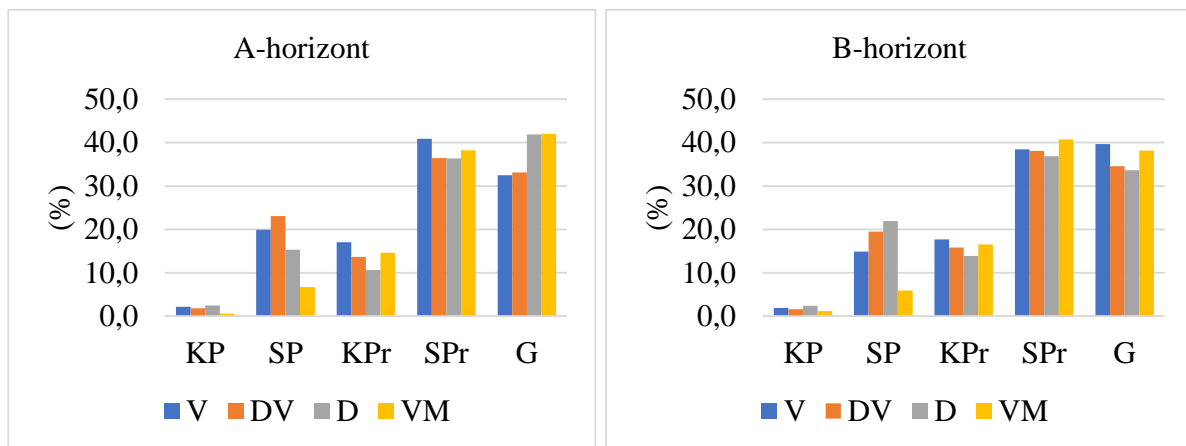 A-horizont
50,0
40,0
30,0
20,0
10,0
0,0
(%)
KP SP KPr SPr G
V DV D VM
B-horizont
50,0
40,0
30,0
20,0
10,0
0,0
(%)
KP SP KPr SPr G
V DV D VM